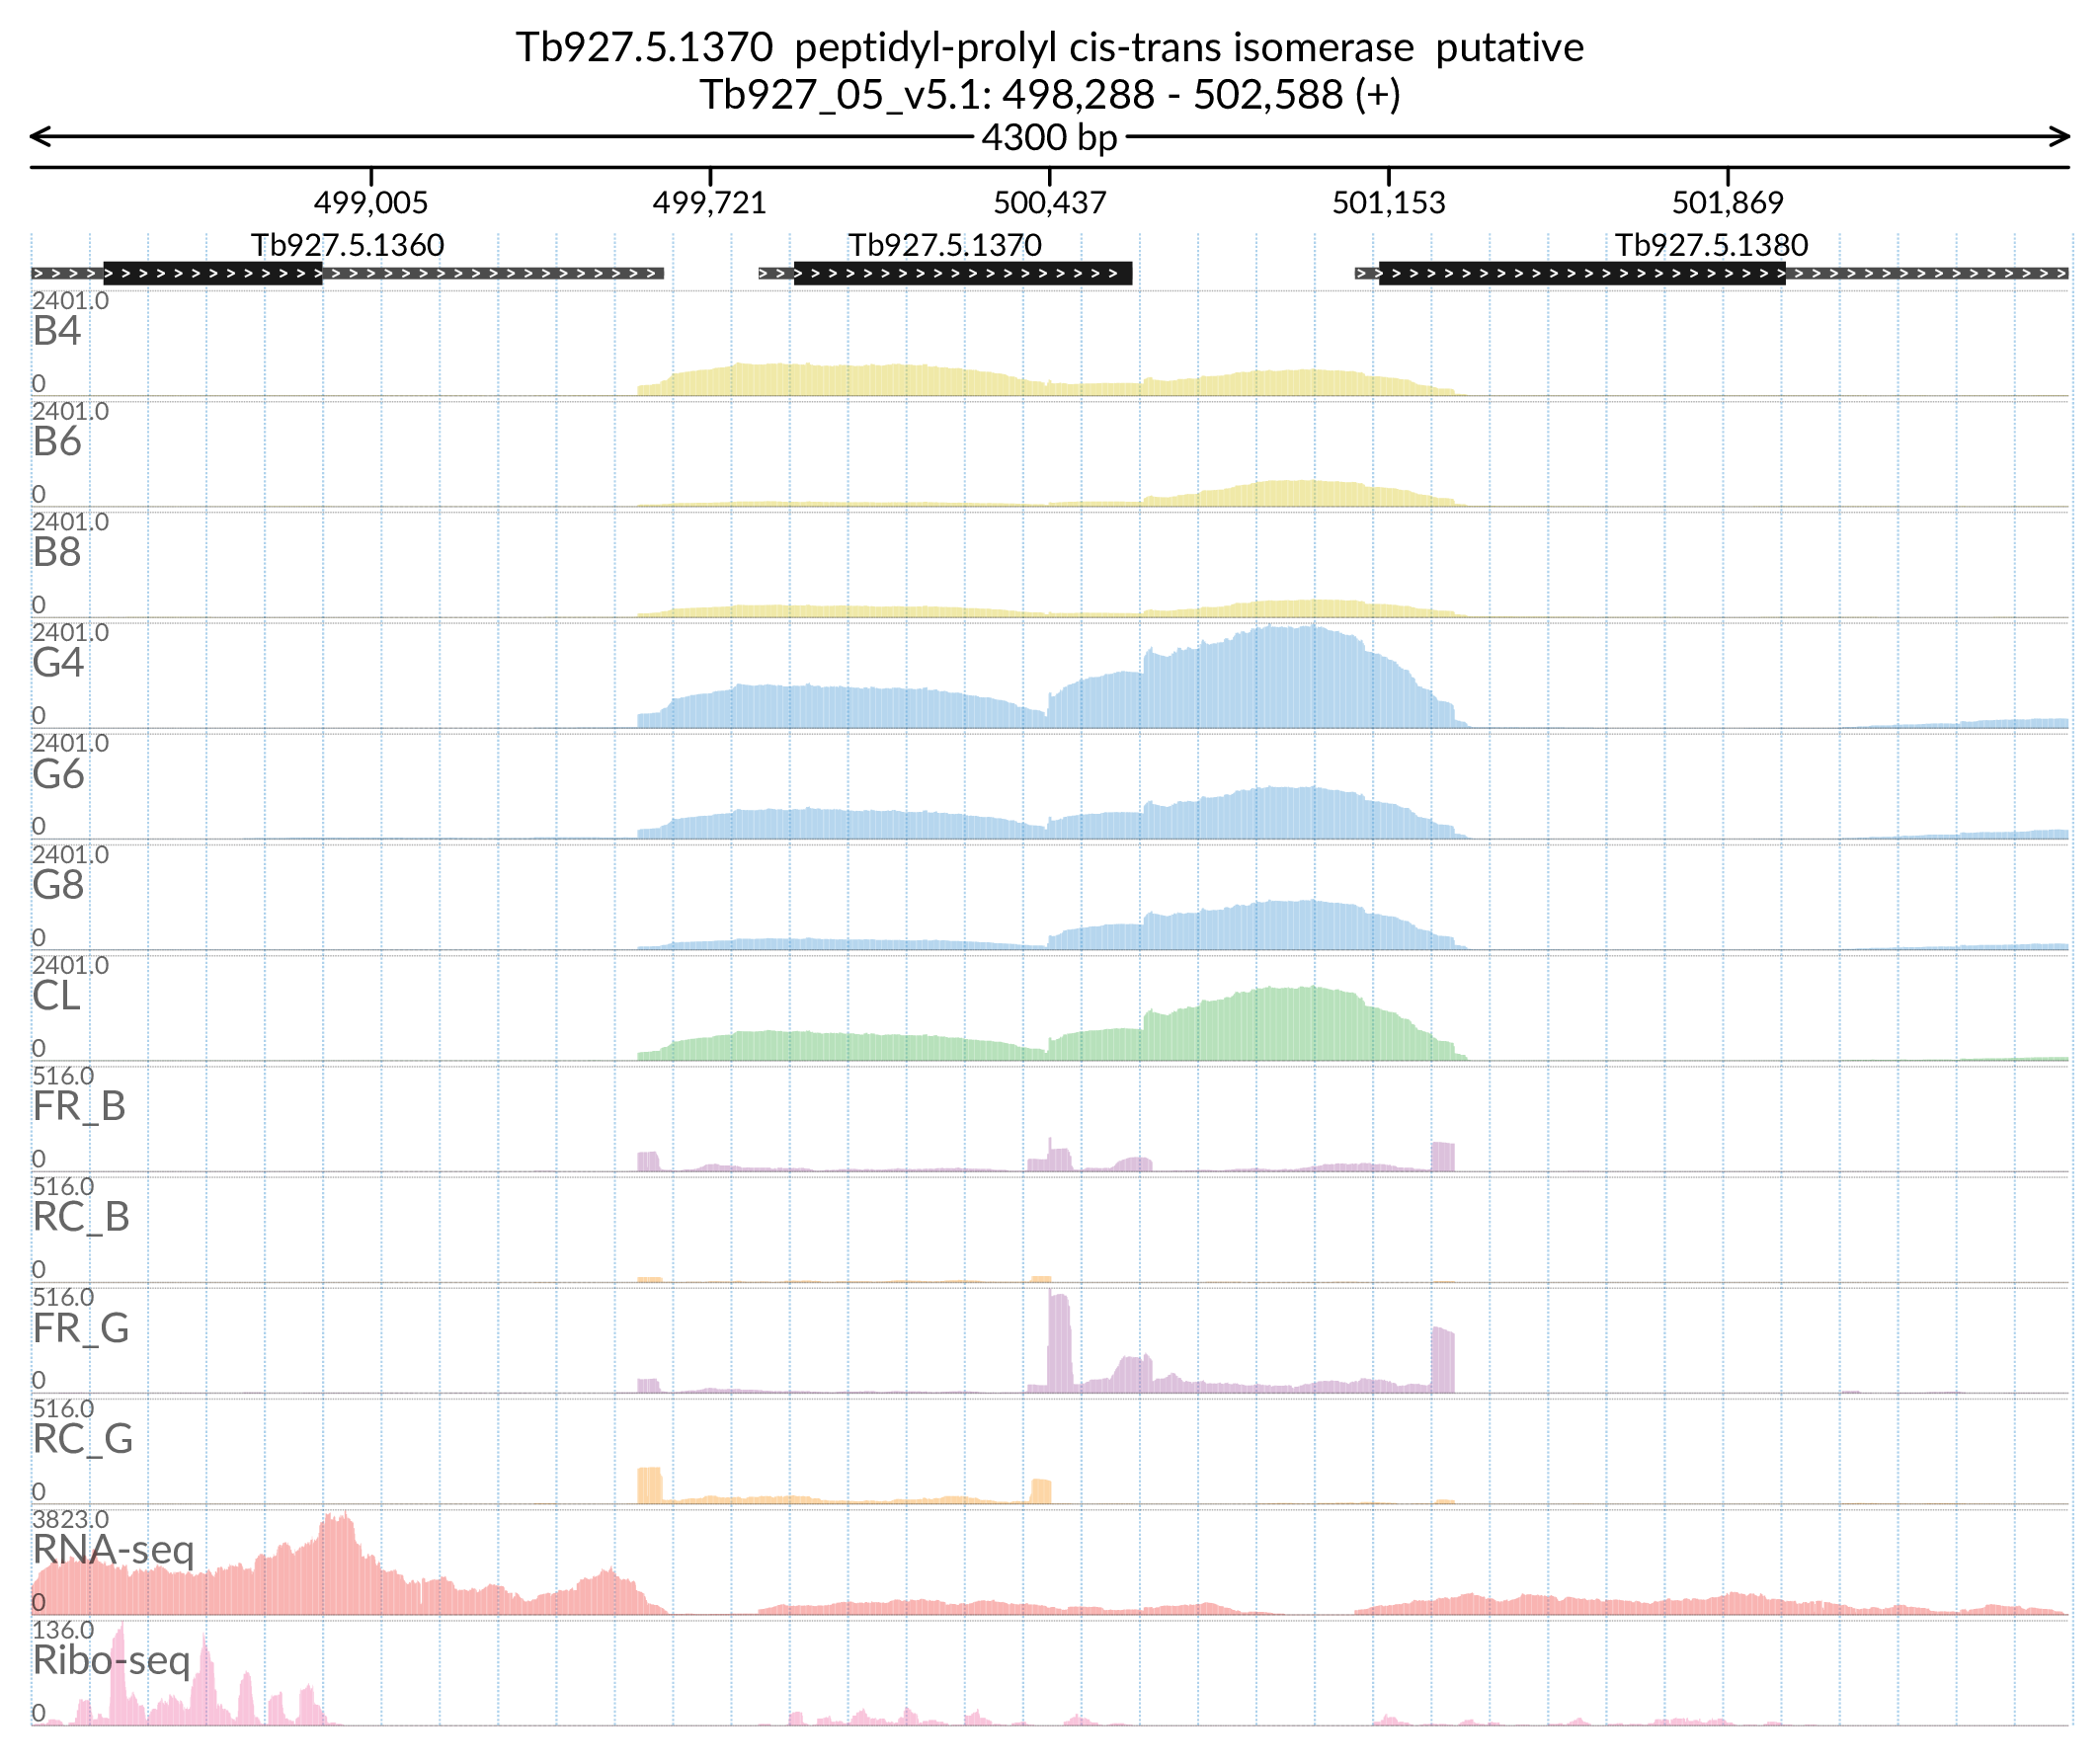 Tb927.5.1370 peptidyl-prolyl cis-trans isomerase putative
Tb927_05_v5.1: 498,288 - 502,588 (+)
4300 bp
499,005 499,721 500,437 501,153 501,869
Tb927.5.1360 Tb927.5.1370 Tb927.5.1380
2401.0
B4
0
2401.0
B6
0
2401.0
B8
0
2401.0
G4
0
2401.0
G6
0
2401.0
G8
0
2401.0
CL
0
516.0
FR_B
0
516.0
RC_B
0
516.0
FR_G
0
516.0
RC_G
0
3823.0
RNA-seq
0
136.0
Ribo-seq
0